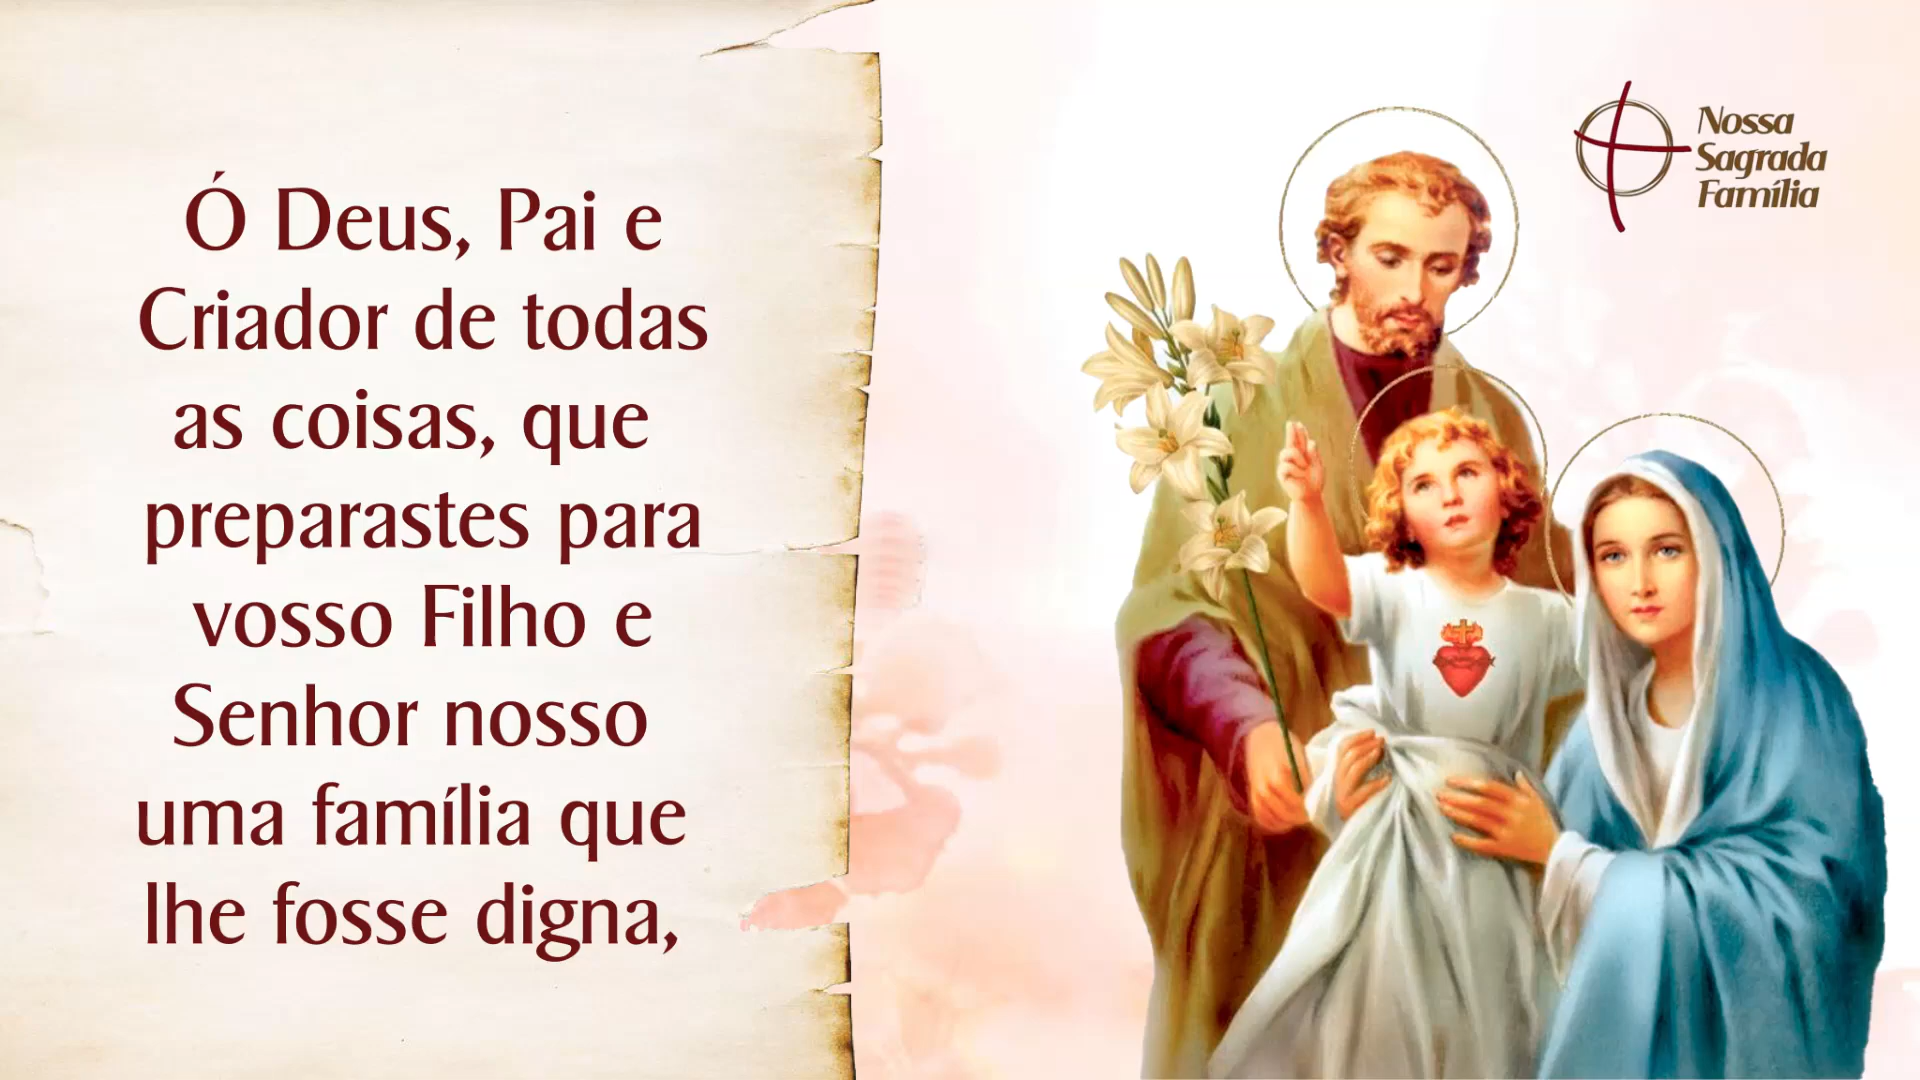 Ó Deus, Pai e
Criador de todas
as coisas, que
preparastes para
vosso Filho e
Senhor nosso
uma família que
lhe fosse digna,
Nossa
Sagrada
Família